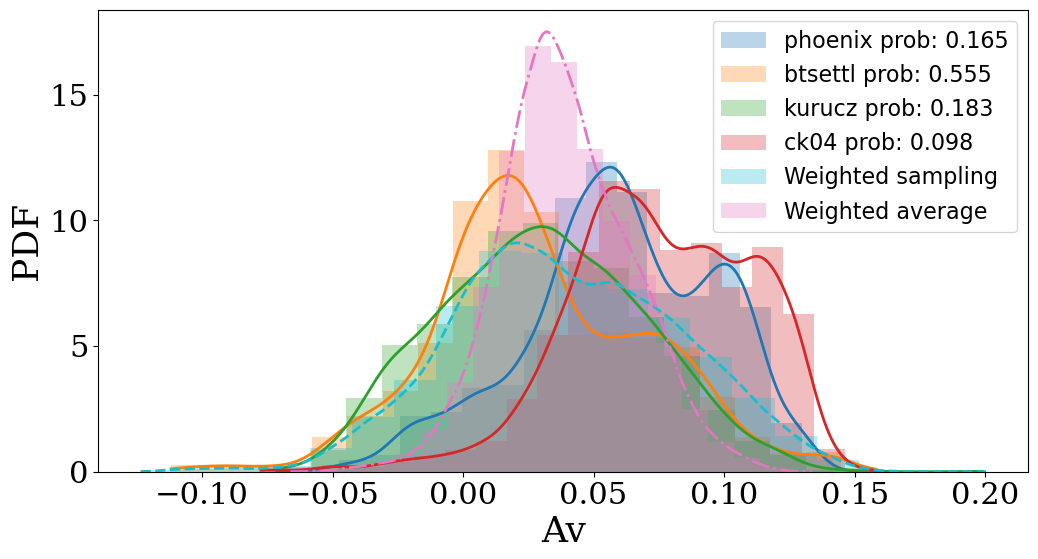 phoenix prob: 0.165
btsettl prob: 0.555
kurucz prob: 0.183
ck04 prob: 0.098
Weighted sampling
Weighted average
PDF
15
10
5
0
−0.10 −0.05 0.00 0.05 0.10 0.15 0.20
Av